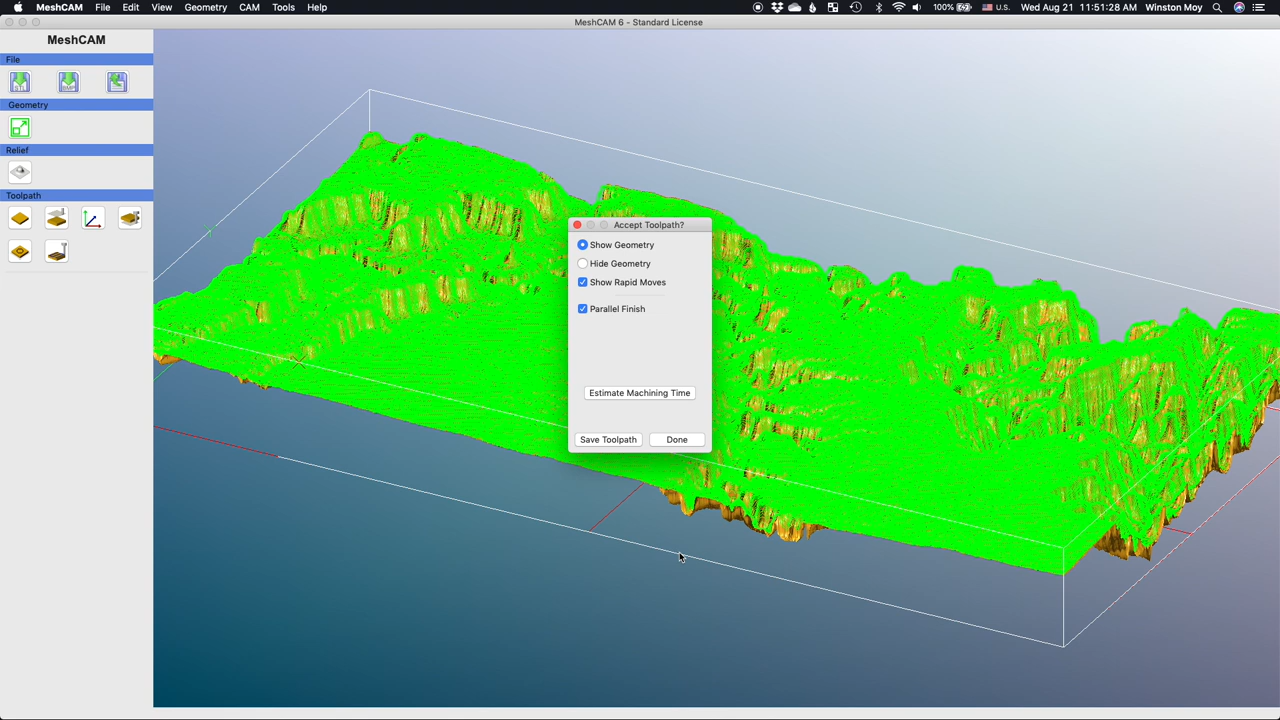 MeshCAM File Edit View Geometry CAM Tools Help 100% U.S. Wed Aug 21 11:51:28 AM Winston Moy
MeshCAM 6 - Standard License
MeshCAM
File
Geometry
Relief
Toolpath
Accept Toolpath?
Show Geometry
Hide Geometry
Show Rapid Moves
Parallel Finish
Estimate Machining Time
Save Toolpath Done